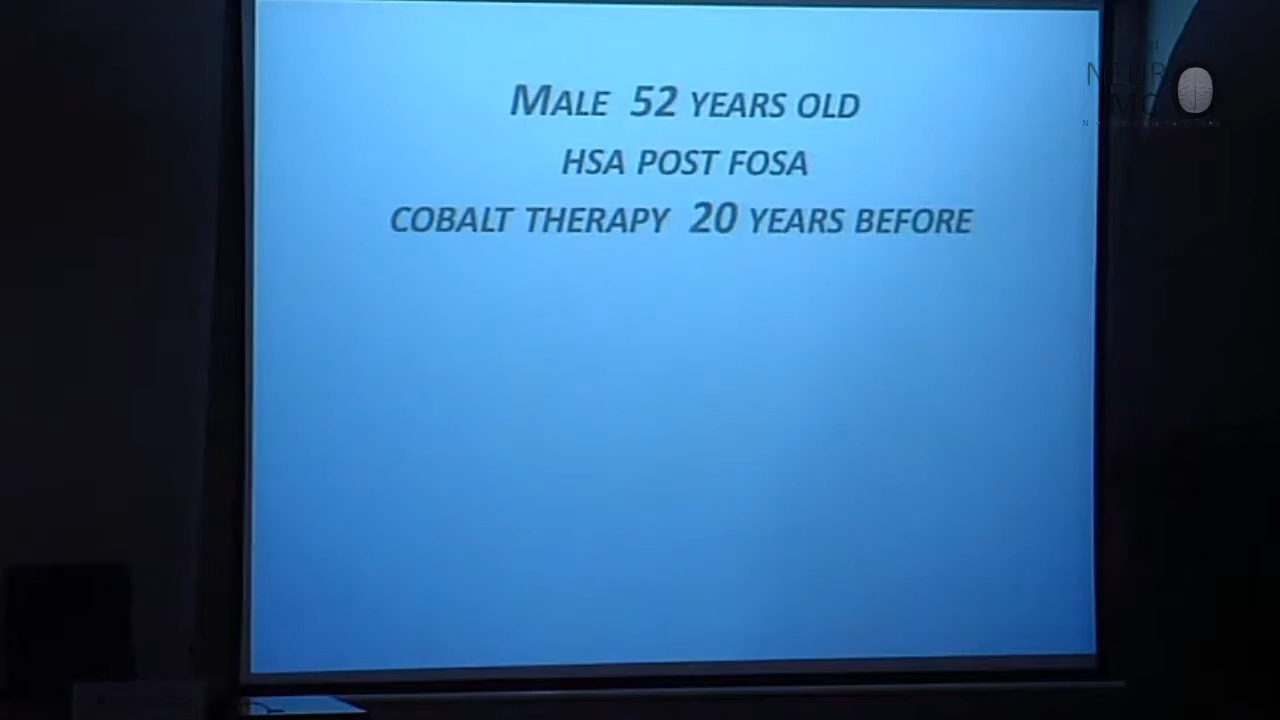 MALE 52 YEARS OLD
HSA POST FOSA
COBALT THERAPY 20 YEARS BEFORE